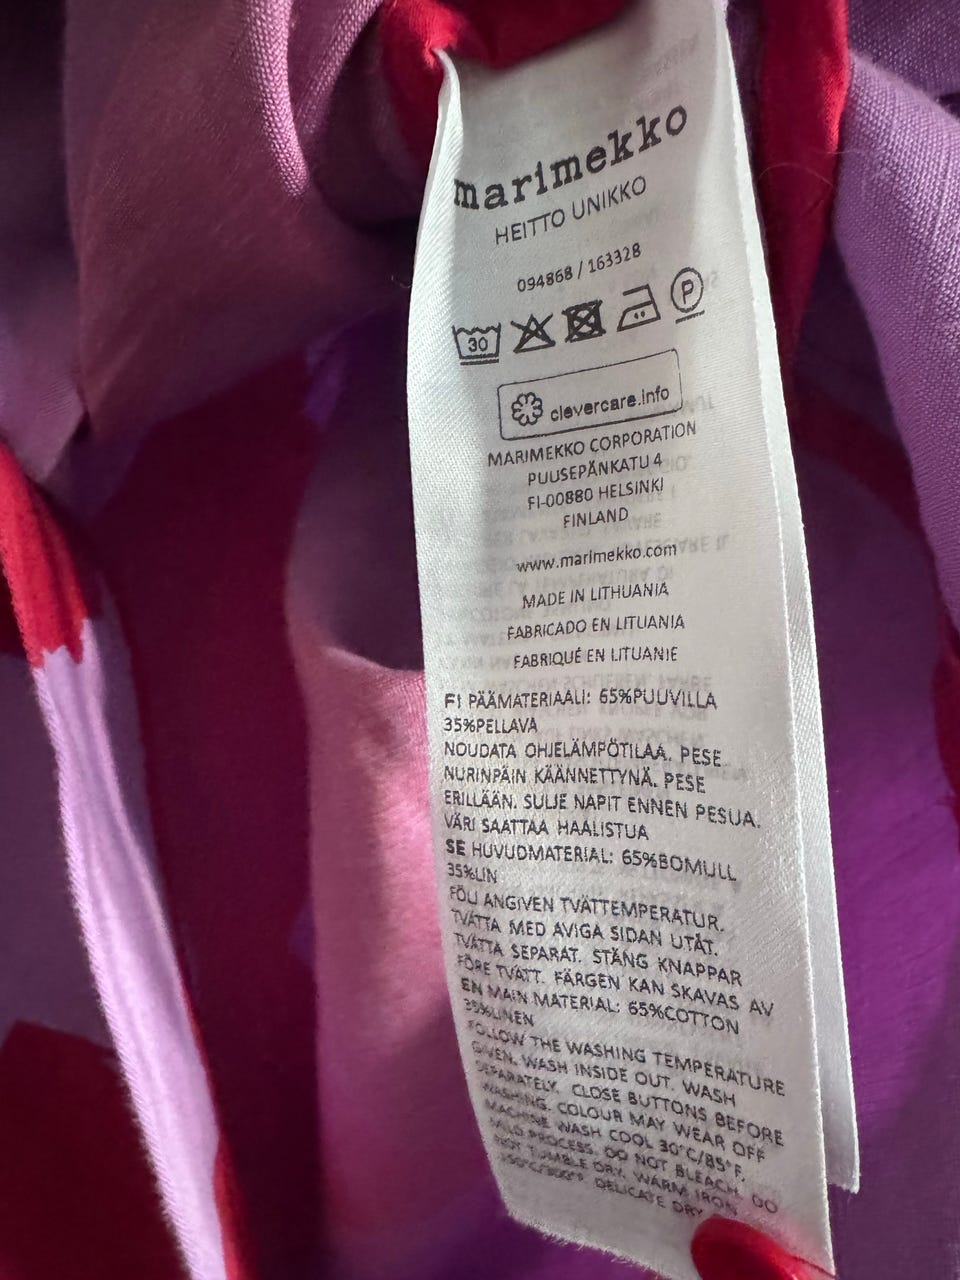 marimekko
HEITTO UNIKKO
094868 / 163328
30
P
clevercare.info
MARIMEKKO CORPORATION
PUUSEPÄNKATU 4
FI-00880 HELSINKI
FINLAND
www.marimekko.com
MADE IN LITHUANIA
FABRICADO EN LITUANIA
FABRIQUÉ EN LITUANIE
FI PÄÄMATERIAALI: 65%PUUVILLA
35%PELLAVA
NOUDATA OHJELÄMPÖTILAA. PESE
NURINPÄIN KÄÄNNETTYNÄ. PESE
ERILLÄÄN. SULJE NAPIT ENNEN PESUA.
VÄRI SAATTAA HAALISTUA
SE HUVUDMATERIAL: 65%BOMULL
35%LIN
FÖLJ ANGIVEN TVÄTTEMPERATUR.
TVÄTTA MED AVIGA SIDAN UTÅT.
TVÄTTA SEPARAT. STÄNG KNAPPAR
FÖRE TVÄTT. FÄRGEN KAN SKAVAS AV
EN MAIN MATERIAL: 65%COTTON
35%LINEN
FOLLOW THE WASHING TEMPERATURE
GIVEN. WASH INSIDE OUT. WASH
SEPARATELY. CLOSE BUTTONS BEFORE
WASHING. COLOUR MAY WEAR OFF
MACHINE WASH COOL 30°C/85°F,
MILD PROCESS. DO NOT BLEACH. DO
NOT TUMBLE DRY. WARM IRON
150°C/300°F DELICATE DRY